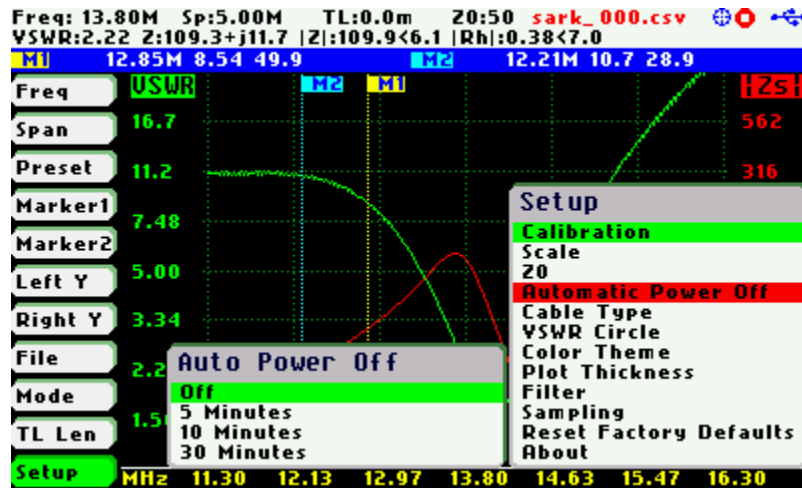 Freq: 13.80M Sp:5.00M TL:0.0m Z0:50 sark_000.csv
VSWR:2.22 Z:109.3+j11.7 |Z|:109.9<6.1 |Rh|:0.38<7.0
M1 12.85M 8.54 49.9 M2 12.21M 10.7 28.9
Freq VSWR M2 M1 |Zs|
Span 16.7 562
Preset 11.2 316
Marker1 7.48
Marker2
Left Y 5.00
Right Y 3.34
File 2.2
Mode
TL Len 1.5
Setup
Setup
Calibration
Scale
Z0
Automatic Power Off
Cable Type
VSWR Circle
Color Theme
Plot Thickness
Filter
Sampling
Reset Factory Defaults
About
Auto Power Off
Off
5 Minutes
10 Minutes
30 Minutes
MHz 11.30 12.13 12.97 13.80 14.63 15.47 16.30